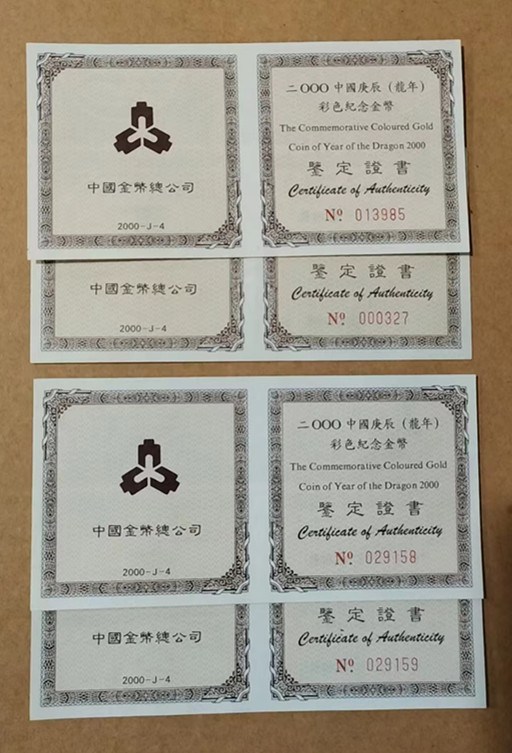 中國金幣總公司
2000-J-4
二OOO中國庚辰（龍年）
彩色紀念金幣
The Commemorative Coloured Gold
Coin of Year of the Dragon 2000
鑒定證書
Certificate of Authenticity
Nº 013985
中國金幣總公司
2000-J-4
鑒定證書
Certificate of Authenticity
Nº 000327
中國金幣總公司
2000-J-4
二OOO中國庚辰（龍年）
彩色紀念金幣
The Commemorative Coloured Gold
Coin of Year of the Dragon 2000
鑒定證書
Certificate of Authenticity
Nº 029158
中國金幣總公司
2000-J-4
鑒定證書
Certificate of Authenticity
Nº 029159